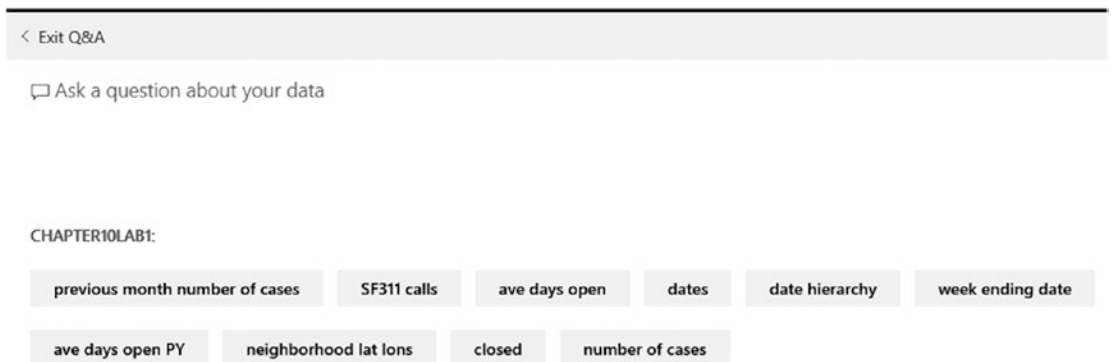 < Exit Q&A
Ask a question about your data
CHAPTER10LAB1:
previous month number of cases SF311 calls ave days open dates date hierarchy week ending date
ave days open PY neighborhood lat lons closed number of cases